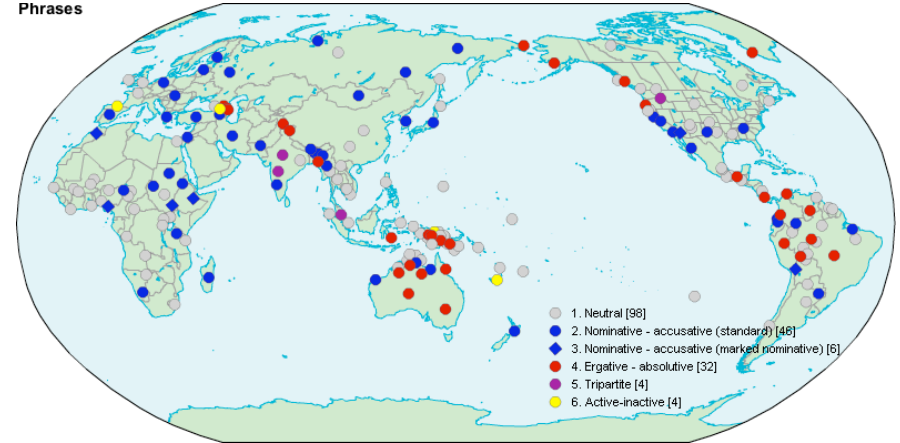 Phrases
1. Neutral [98]
2. Nominative - accusative (standard) [46]
3. Nominative - accusative (marked nominative) [6]
4. Ergative - absolutive [32]
5. Tripartite [4]
6. Active-inactive [4]